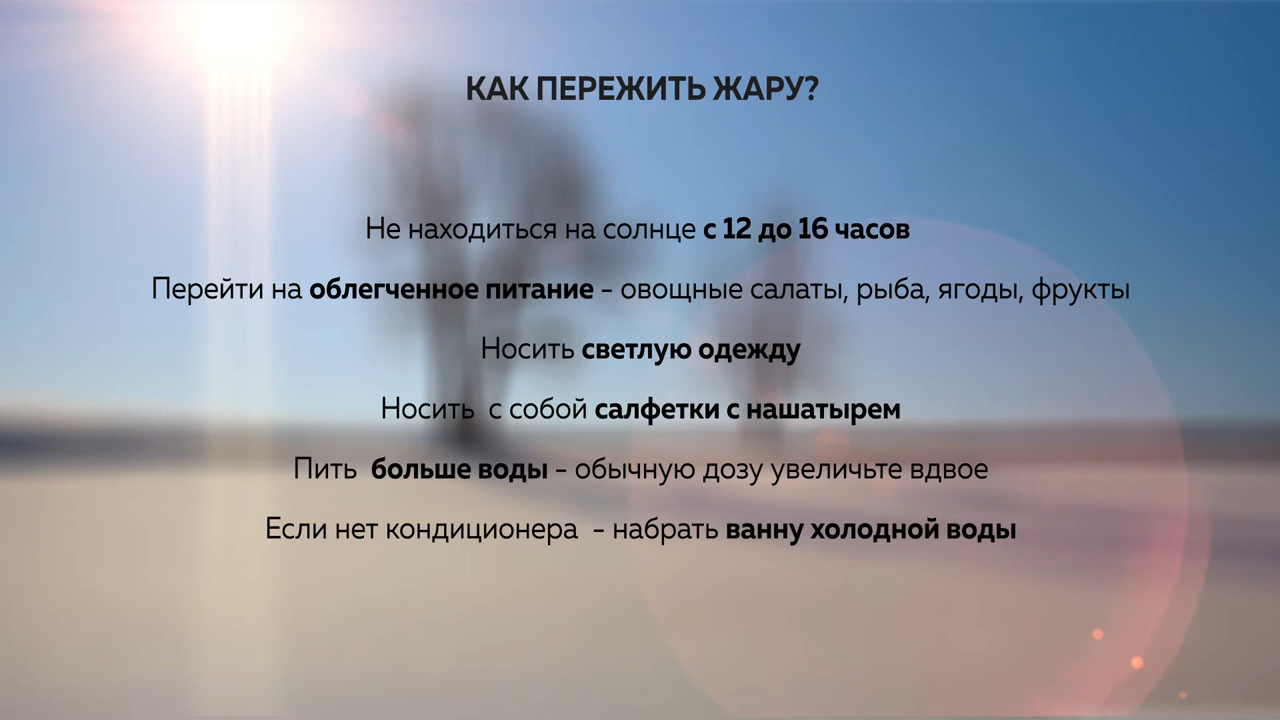 КАК ПЕРЕЖИТЬ ЖАРУ?
Не находиться на солнце с 12 до 16 часов
Перейти на облегченное питание - овощные салаты, рыба, ягоды, фрукты
Носить светлую одежду
Носить с собой салфетки с нашатырем
Пить больше воды - обычную дозу увеличьте вдвое
Если нет кондиционера - набрать ванну холодной воды